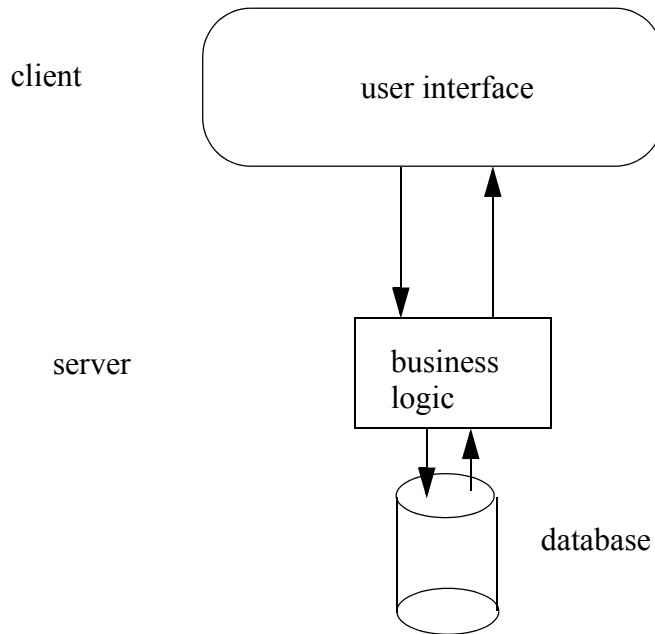 client
user interface
server
business
logic
database